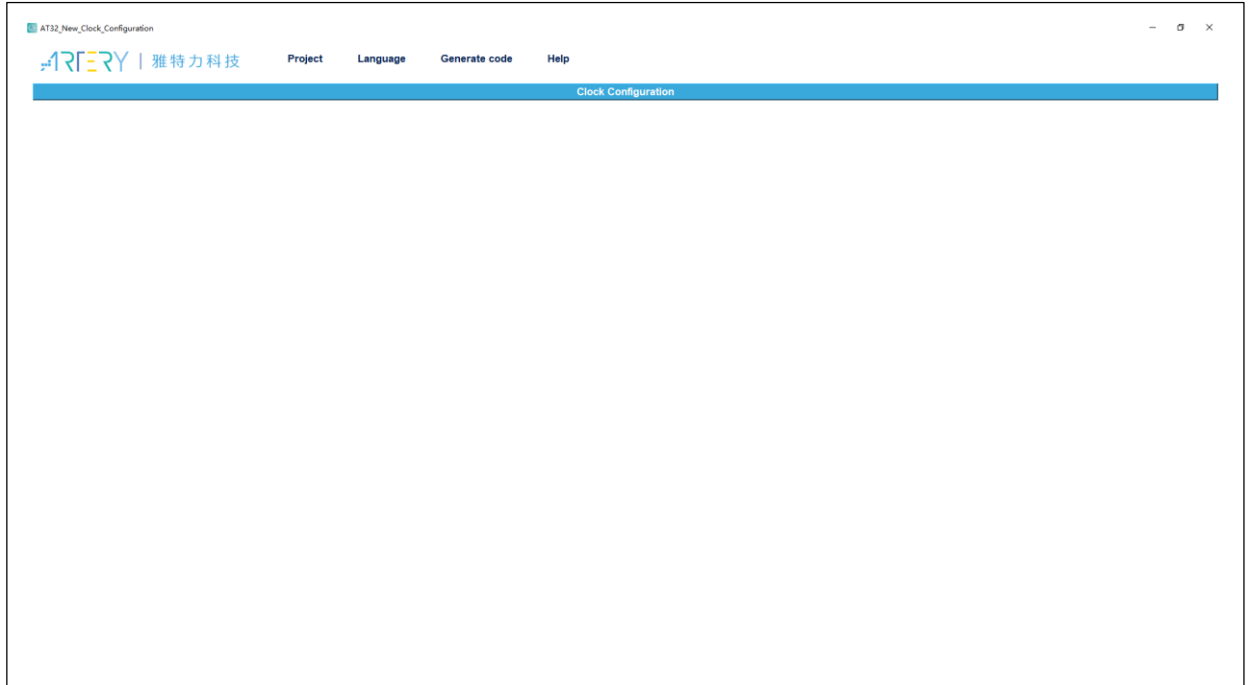 AT32_New_Clock_Configuration
ARTERY | 雅特力科技 Project Language Generate code Help
Clock Configuration